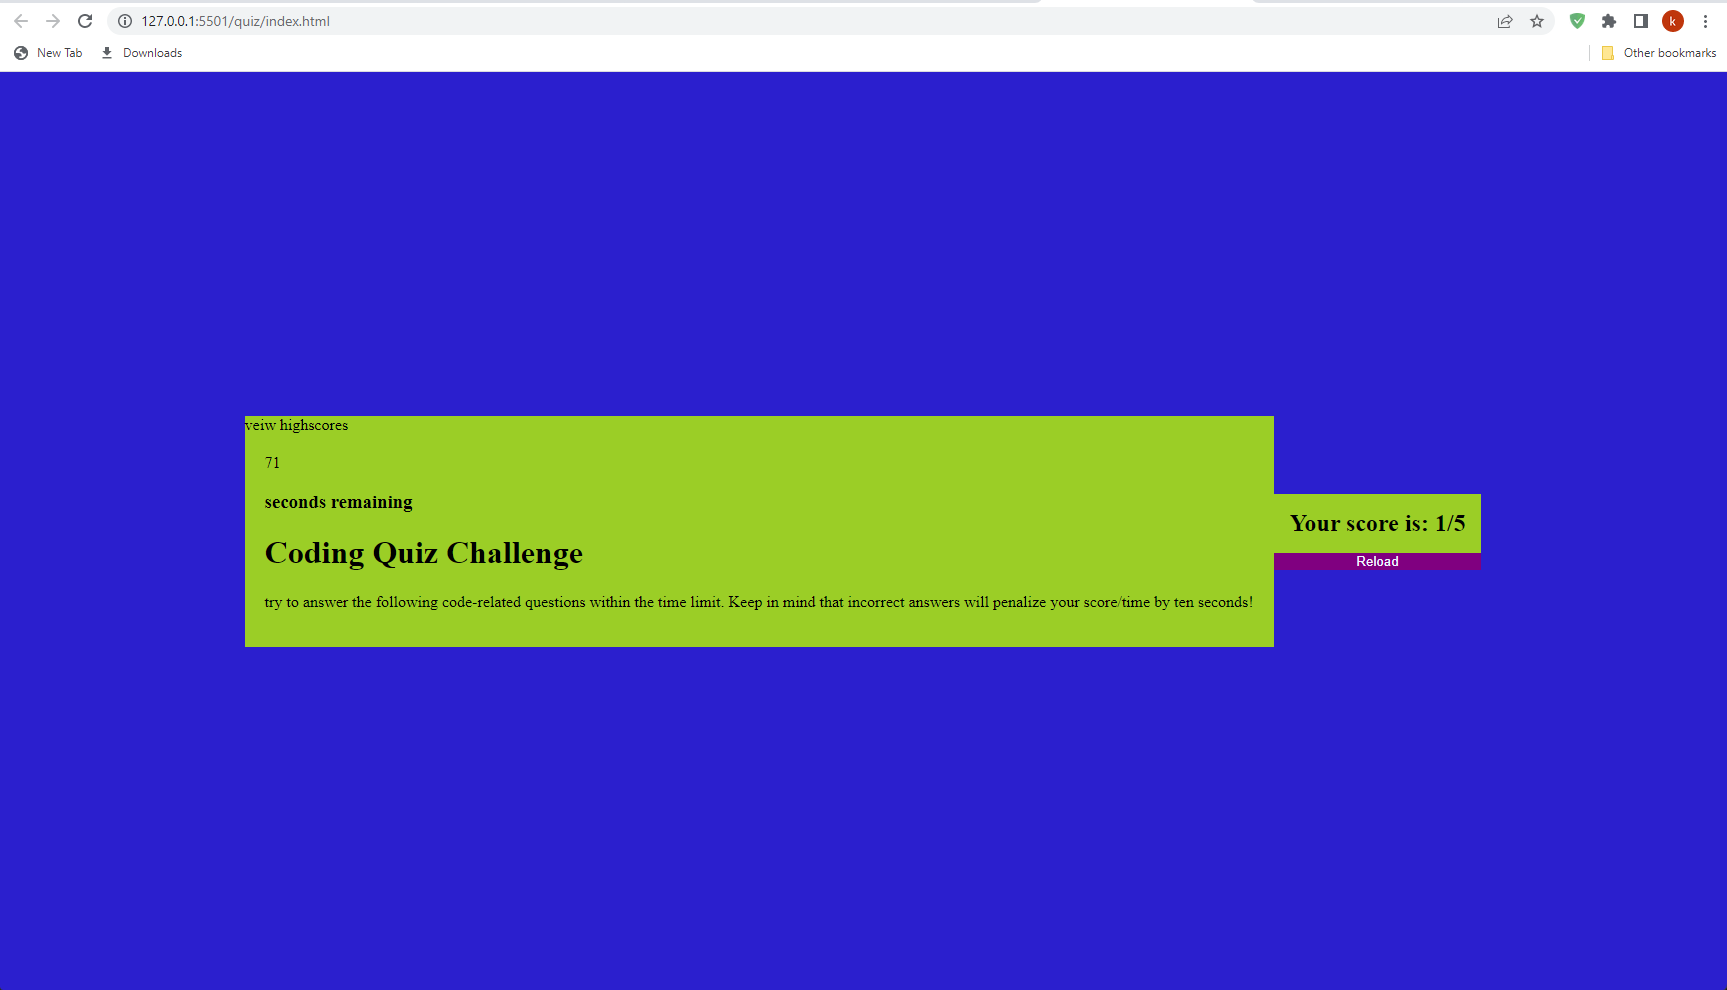 127.0.0.1:5501/quiz/index.html
k
New Tab
Downloads
Other bookmarks
veiw highscores
71
seconds remaining
Coding Quiz Challenge
try to answer the following code-related questions within the time limit. Keep in mind that incorrect answers will penalize your score/time by ten seconds!
Your score is: 1/5
Reload